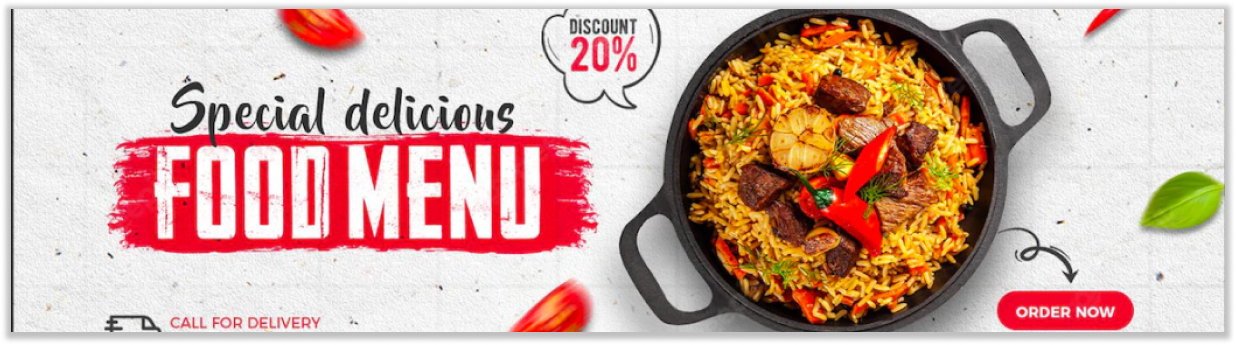 DISCOUNT
20%
Special delicious
FOOD MENU
CALL FOR DELIVERY
ORDER NOW